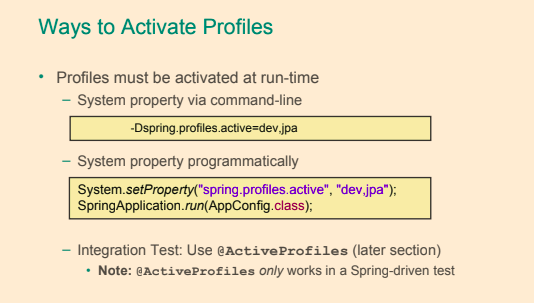 Ways to Activate Profiles
• Profiles must be activated at run-time
– System property via command-line
-Dspring.profiles.active=dev,jpa
– System property programmatically
System.setProperty("spring.profiles.active", "dev,jpa");
SpringApplication.run(AppConfig.class);
– Integration Test: Use @ActiveProfiles (later section)
• Note: @ActiveProfiles only works in a Spring-driven test